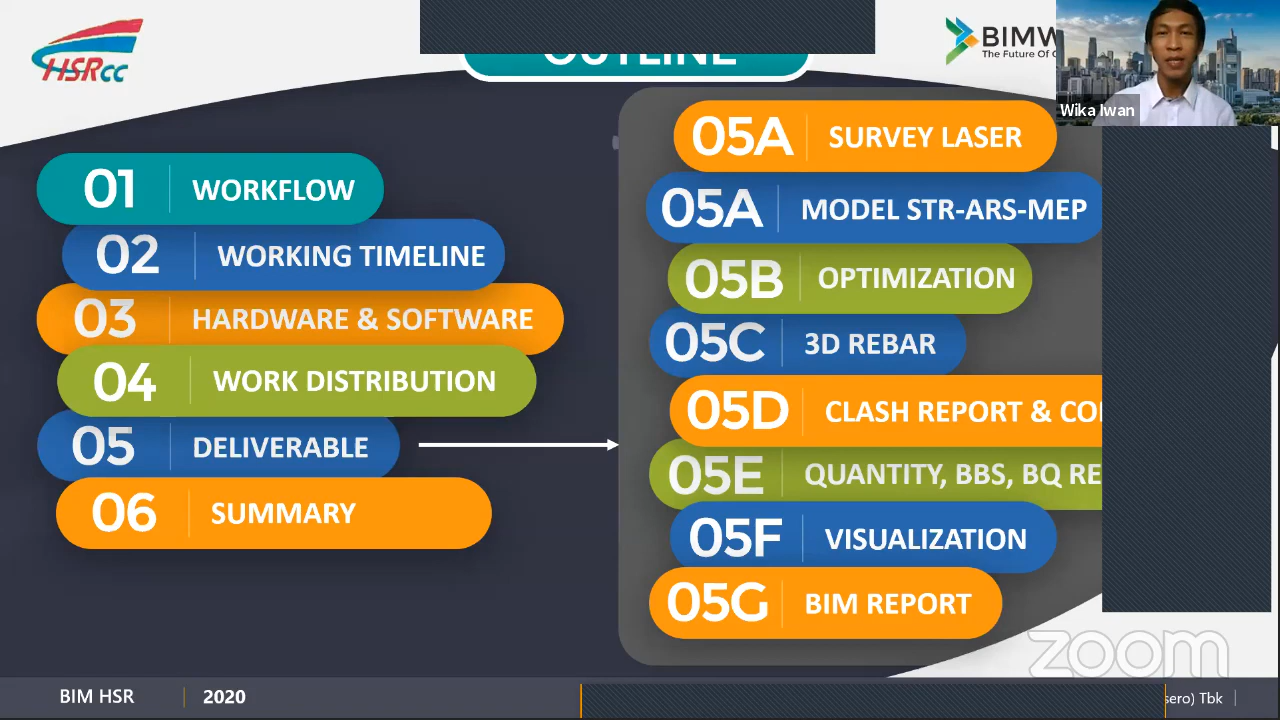 HSRCC
OUTLINE
The Future Of
Wika Iwan
01 WORKFLOW
02 WORKING TIMELINE
03 HARDWARE & SOFTWARE
04 WORK DISTRIBUTION
05 DELIVERABLE
06 SUMMARY
05A SURVEY LASER
05A MODEL STR-ARS-MEP
05B OPTIMIZATION
05C 3D REBAR
05D CLASH REPORT &
05E QUANTITY, BBS, BQ
05F VISUALIZATION
05G BIM REPORT
zoom
BIM HSR 2020
Tbk